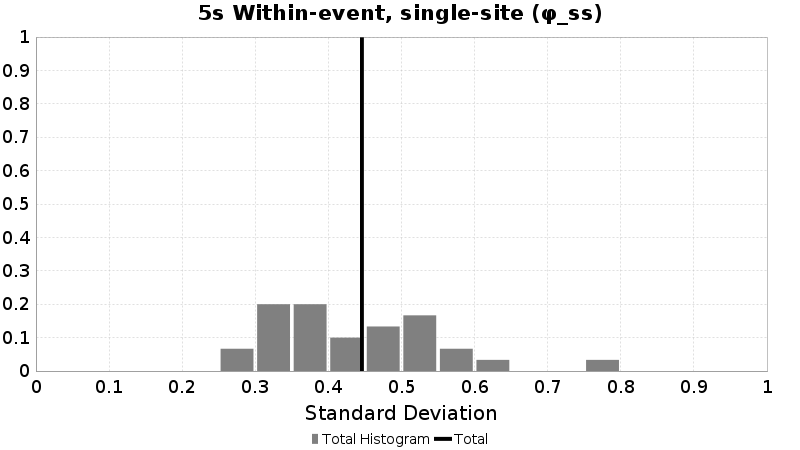 5s Within-event, single-site (φ_ss)
1
0.9
0.8
0.7
0.6
0.5
0.4
0.3
0.2
0.1
0
0 0.1 0.2 0.3 0.4 0.5 0.6 0.7 0.8 0.9 1
Standard Deviation
Total Histogram Total